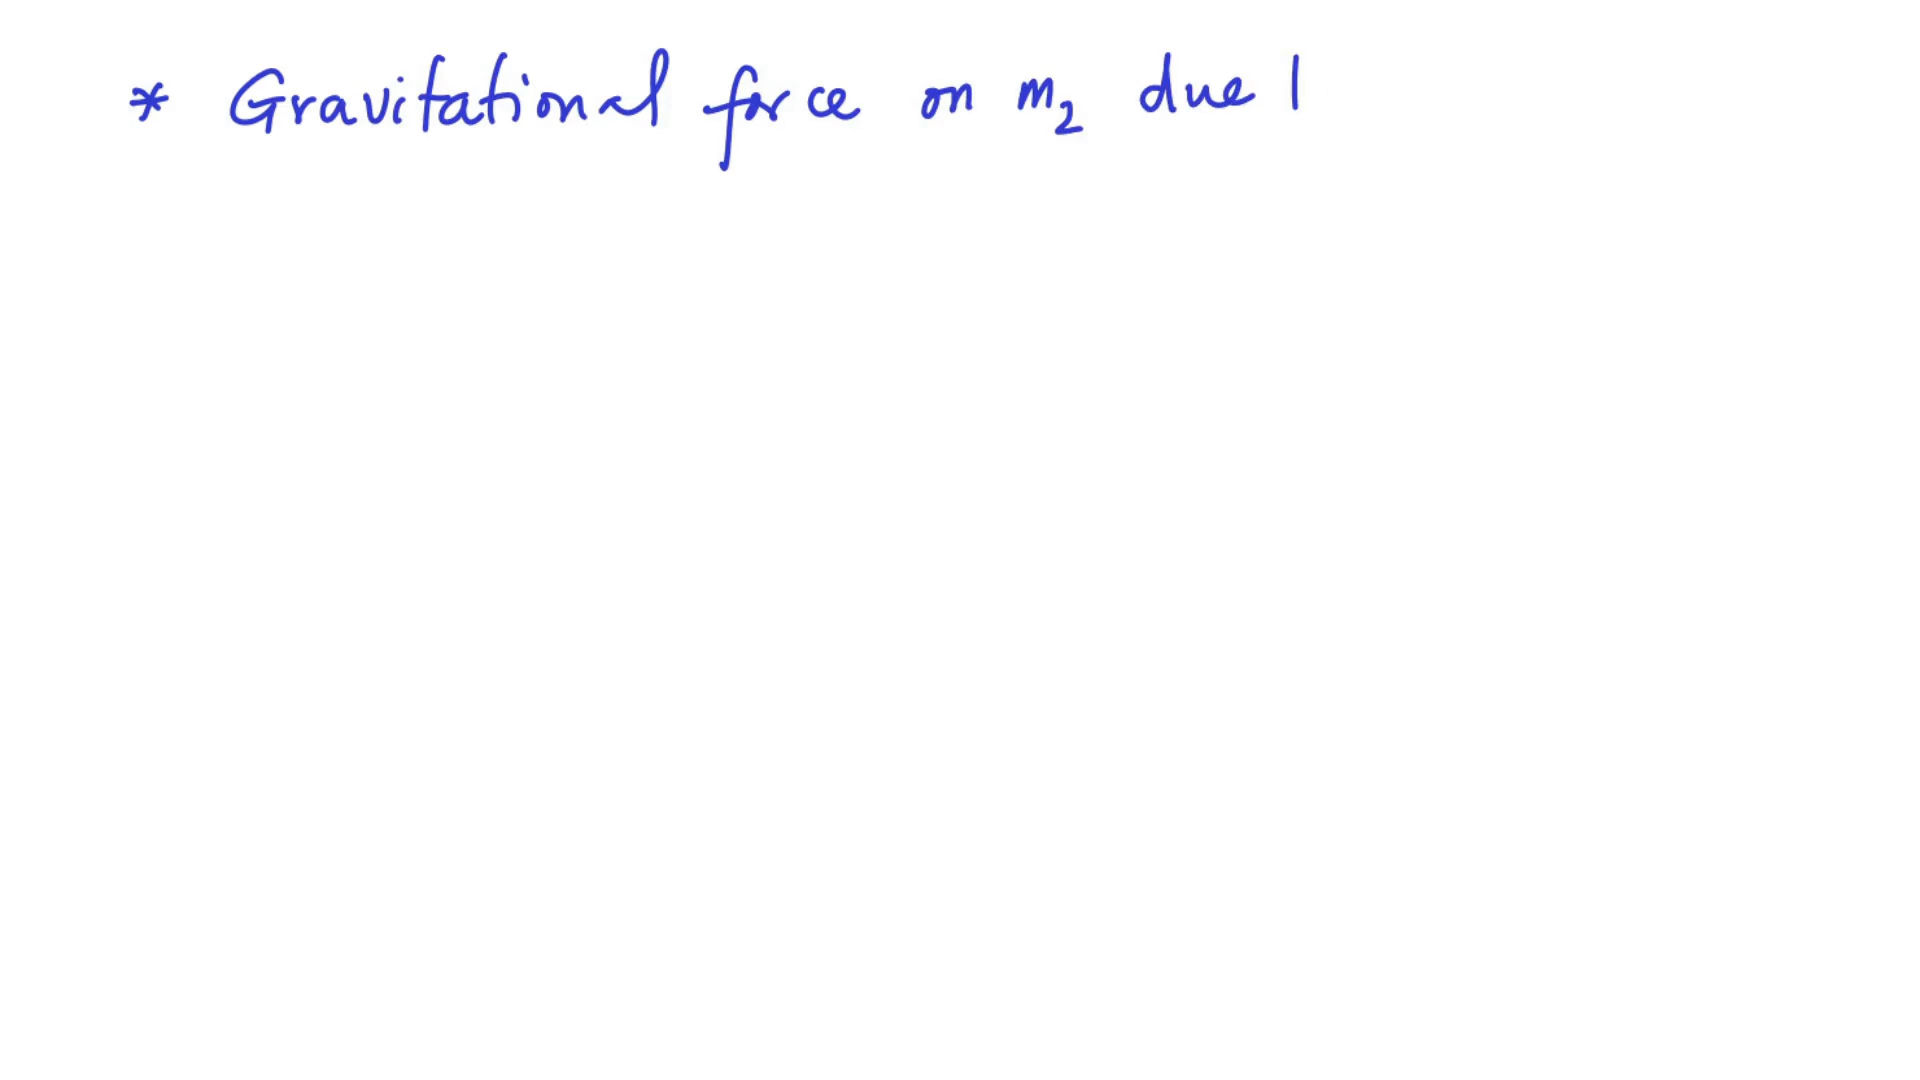 * Gravitational force on m₂ due l